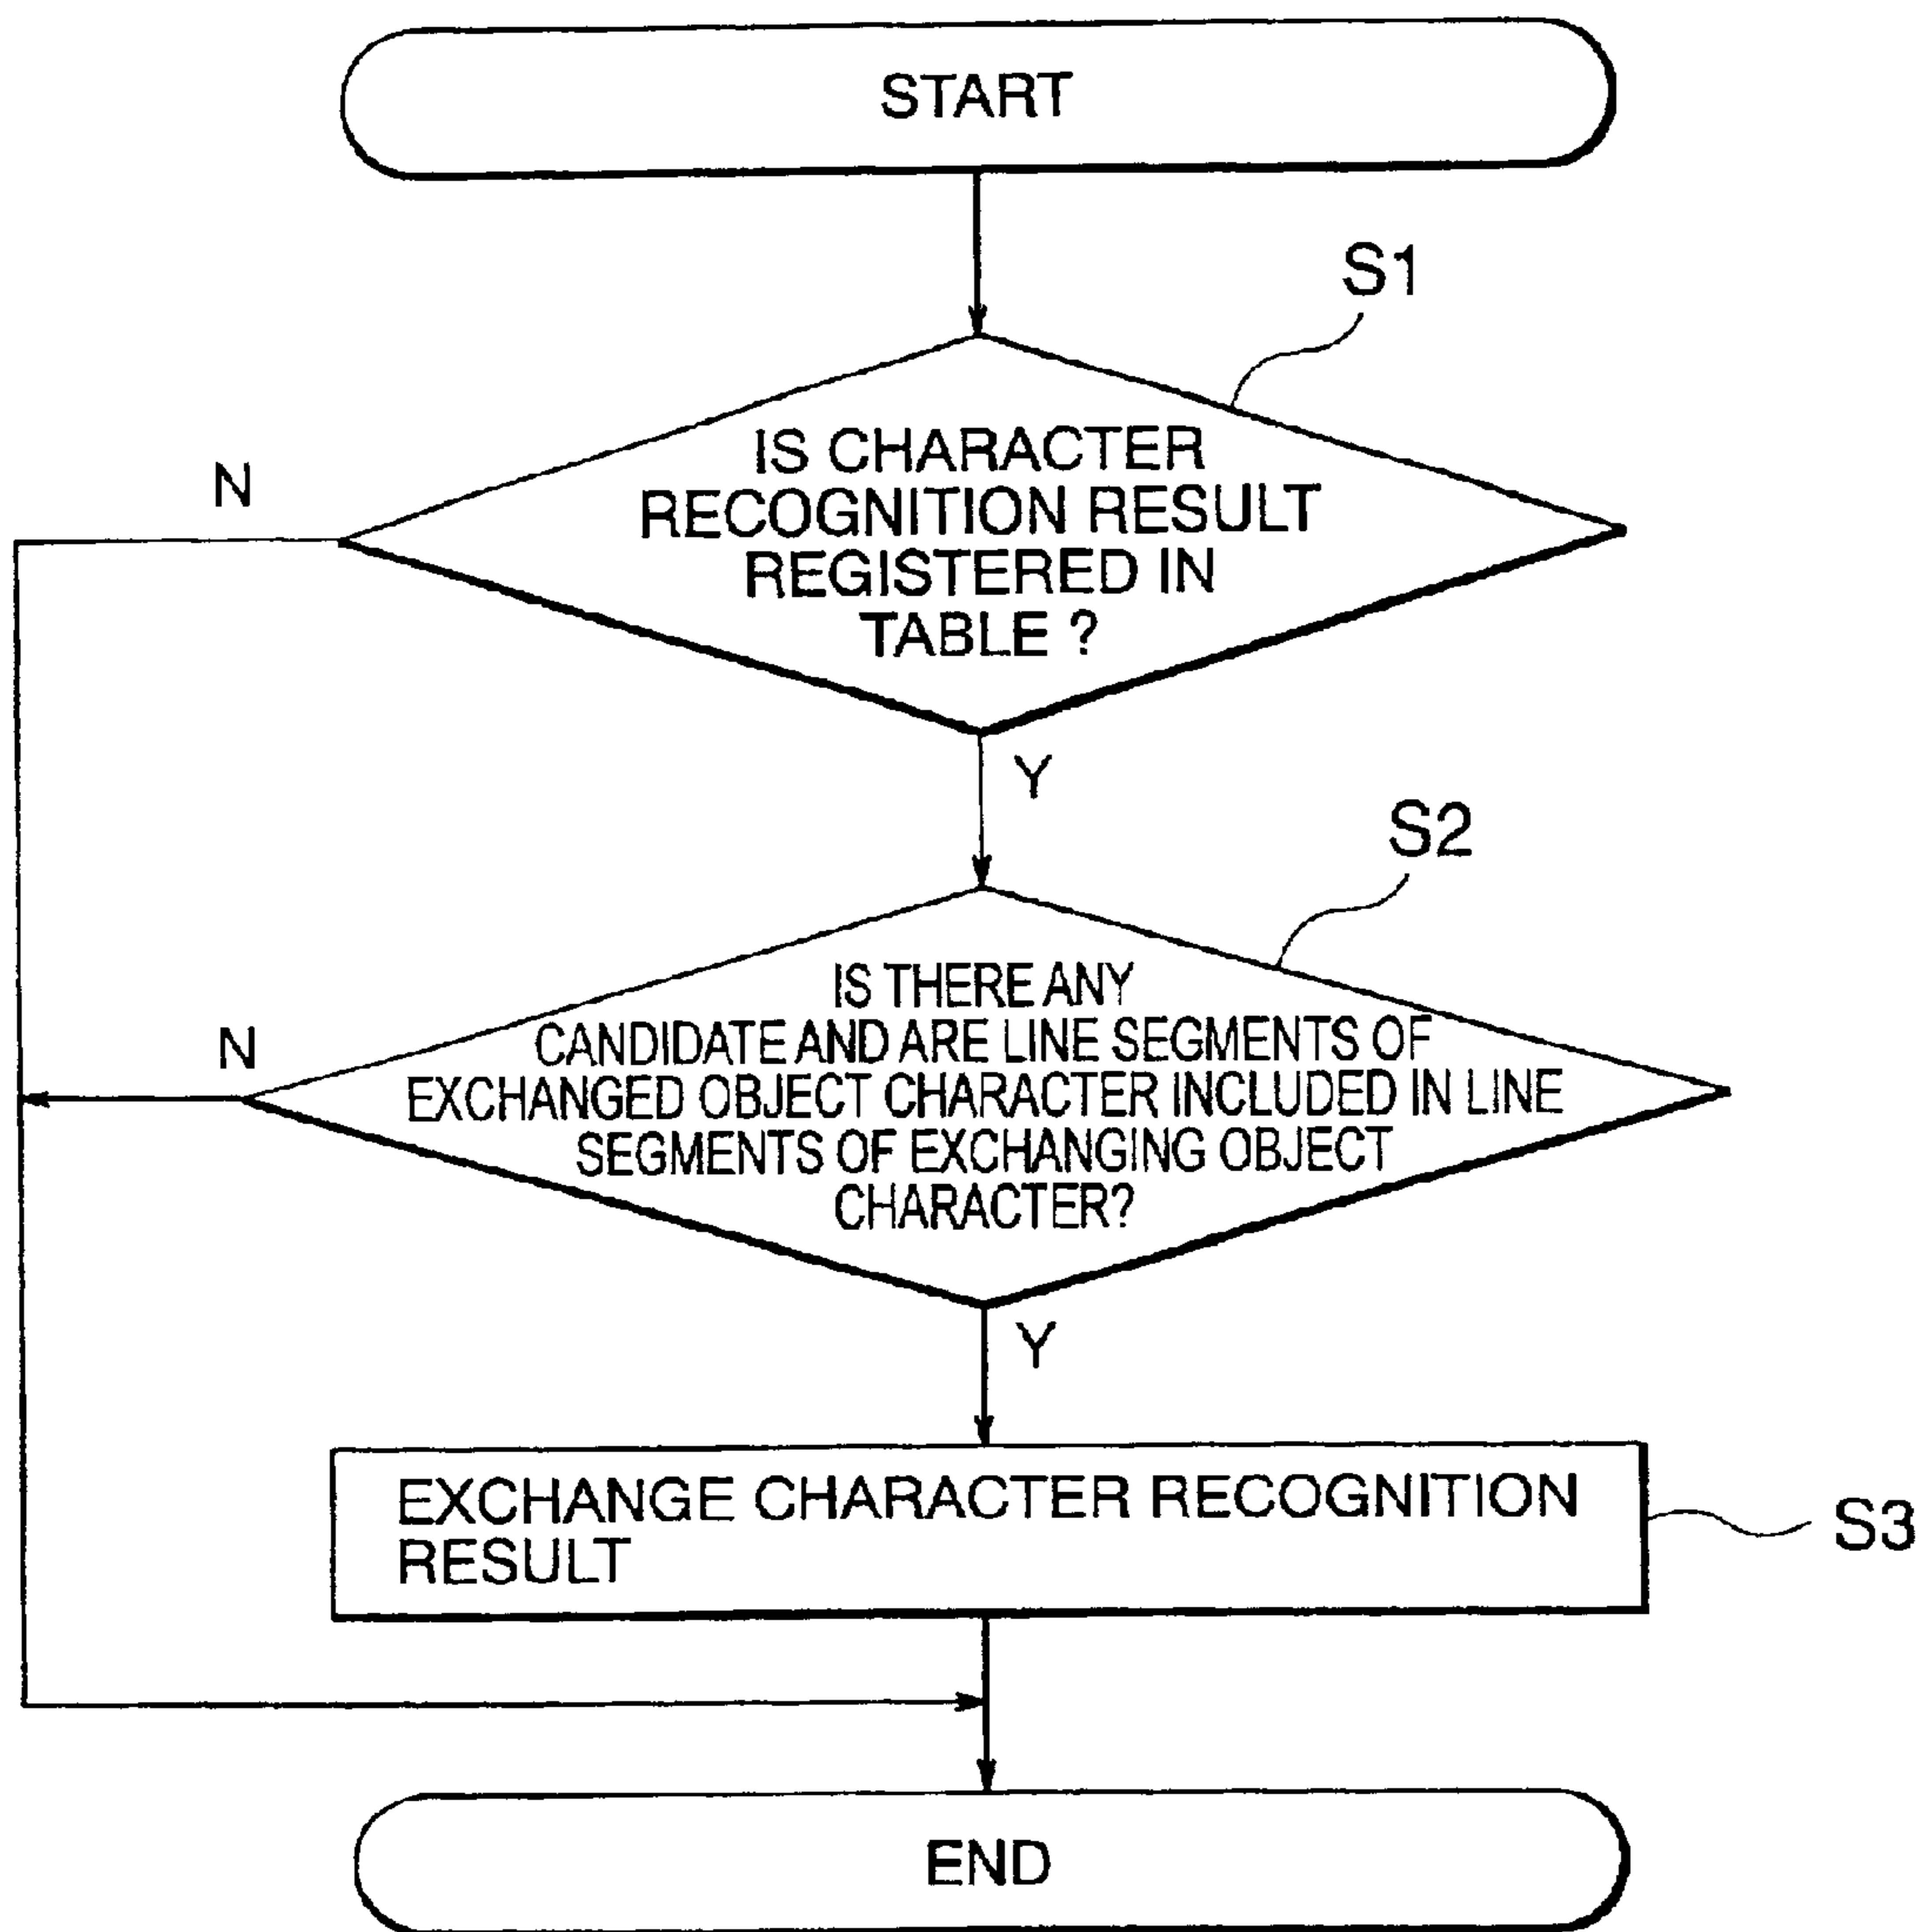 START
S1
IS CHARACTER
RECOGNITION RESULT
REGISTERED IN
TABLE ?
N
Y
S2
IS THERE ANY
CANDIDATE AND ARE LINE SEGMENTS OF
EXCHANGED OBJECT CHARACTER INCLUDED IN LINE
SEGMENTS OF EXCHANGING OBJECT
CHARACTER?
N
Y
EXCHANGE CHARACTER RECOGNITION
RESULT
S3
END